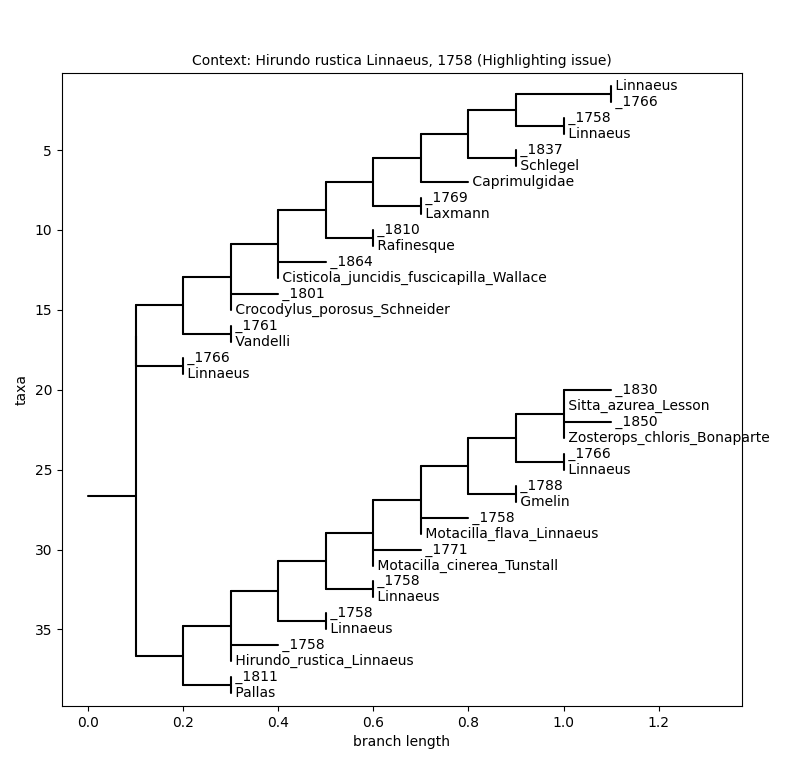 Context: Hirundo rustica Linnaeus, 1758 (Highlighting issue)
Linnaeus
_1766
_1758
Linnaeus
_1837
Schlegel
Caprimulgidae
_1769
Laxmann
_1810
Rafinesque
_1864
Cisticola_juncidis_fuscicapilla_Wallace
_1801
Crocodylus_porosus_Schneider
_1761
Vandelli
_1766
Linnaeus
_1830
Sitta_azurea_Lesson
_1850
Zosterops_chloris_Bonaparte
_1766
Linnaeus
_1788
Gmelin
_1758
Motacilla_flava_Linnaeus
_1771
Motacilla_cinerea_Tunstall
_1758
Linnaeus
_1758
Linnaeus
_1758
Hirundo_rustica_Linnaeus
_1811
Pallas
5
10
15
20
25
30
35
taxa
0.0 0.2 0.4 0.6 0.8 1.0 1.2
branch length